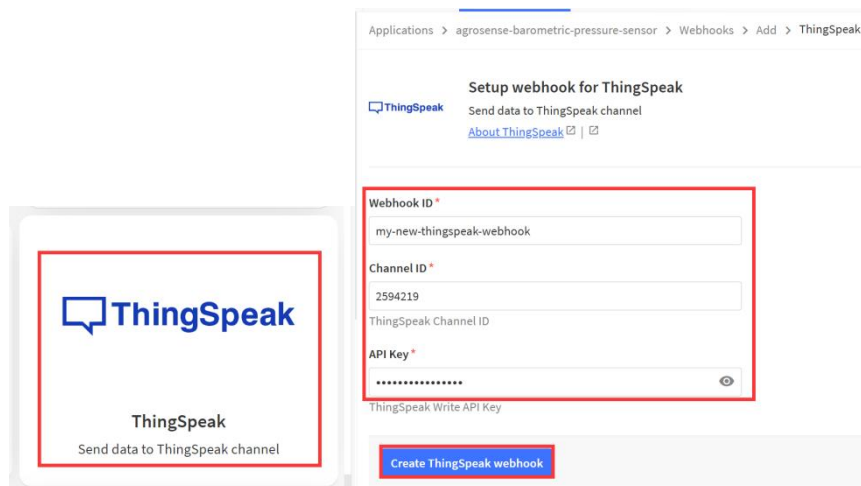 ThingSpeak
ThingSpeak
Send data to ThingSpeak channel
Applications > agrosense-barometric-pressure-sensor > Webhooks > Add > ThingSpeak
ThingSpeak
Setup webhook for ThingSpeak
Send data to ThingSpeak channel
About ThingSpeak |
Webhook ID *
my-new-thingspeak-webhook
Channel ID *
2594219
ThingSpeak Channel ID
API Key *
••••••••••••••••
ThingSpeak Write API Key
Create ThingSpeak webhook